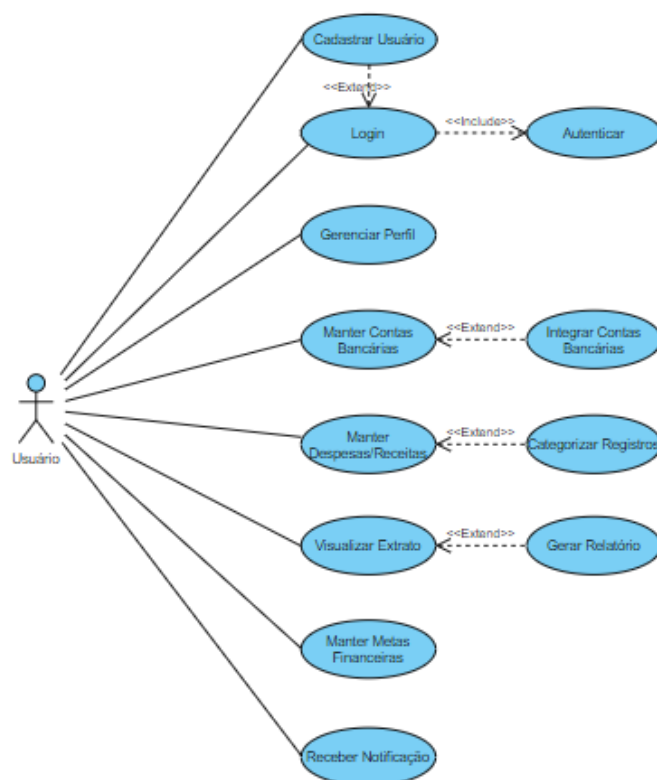 Cadastrar Usuário
<<Extend>>
Login
<<Include>>
Autenticar
Gerenciar Perfil
Manter Contas
Bancárias
<<Extend>>
Integrar Contas
Bancárias
Usuário
Manter
Despesas/Receitas
<<Extend>>
Categorizar Registros
Visualizar Extrato
<<Extend>>
Gerar Relatório
Manter Metas
Financeiras
Receber Notificação